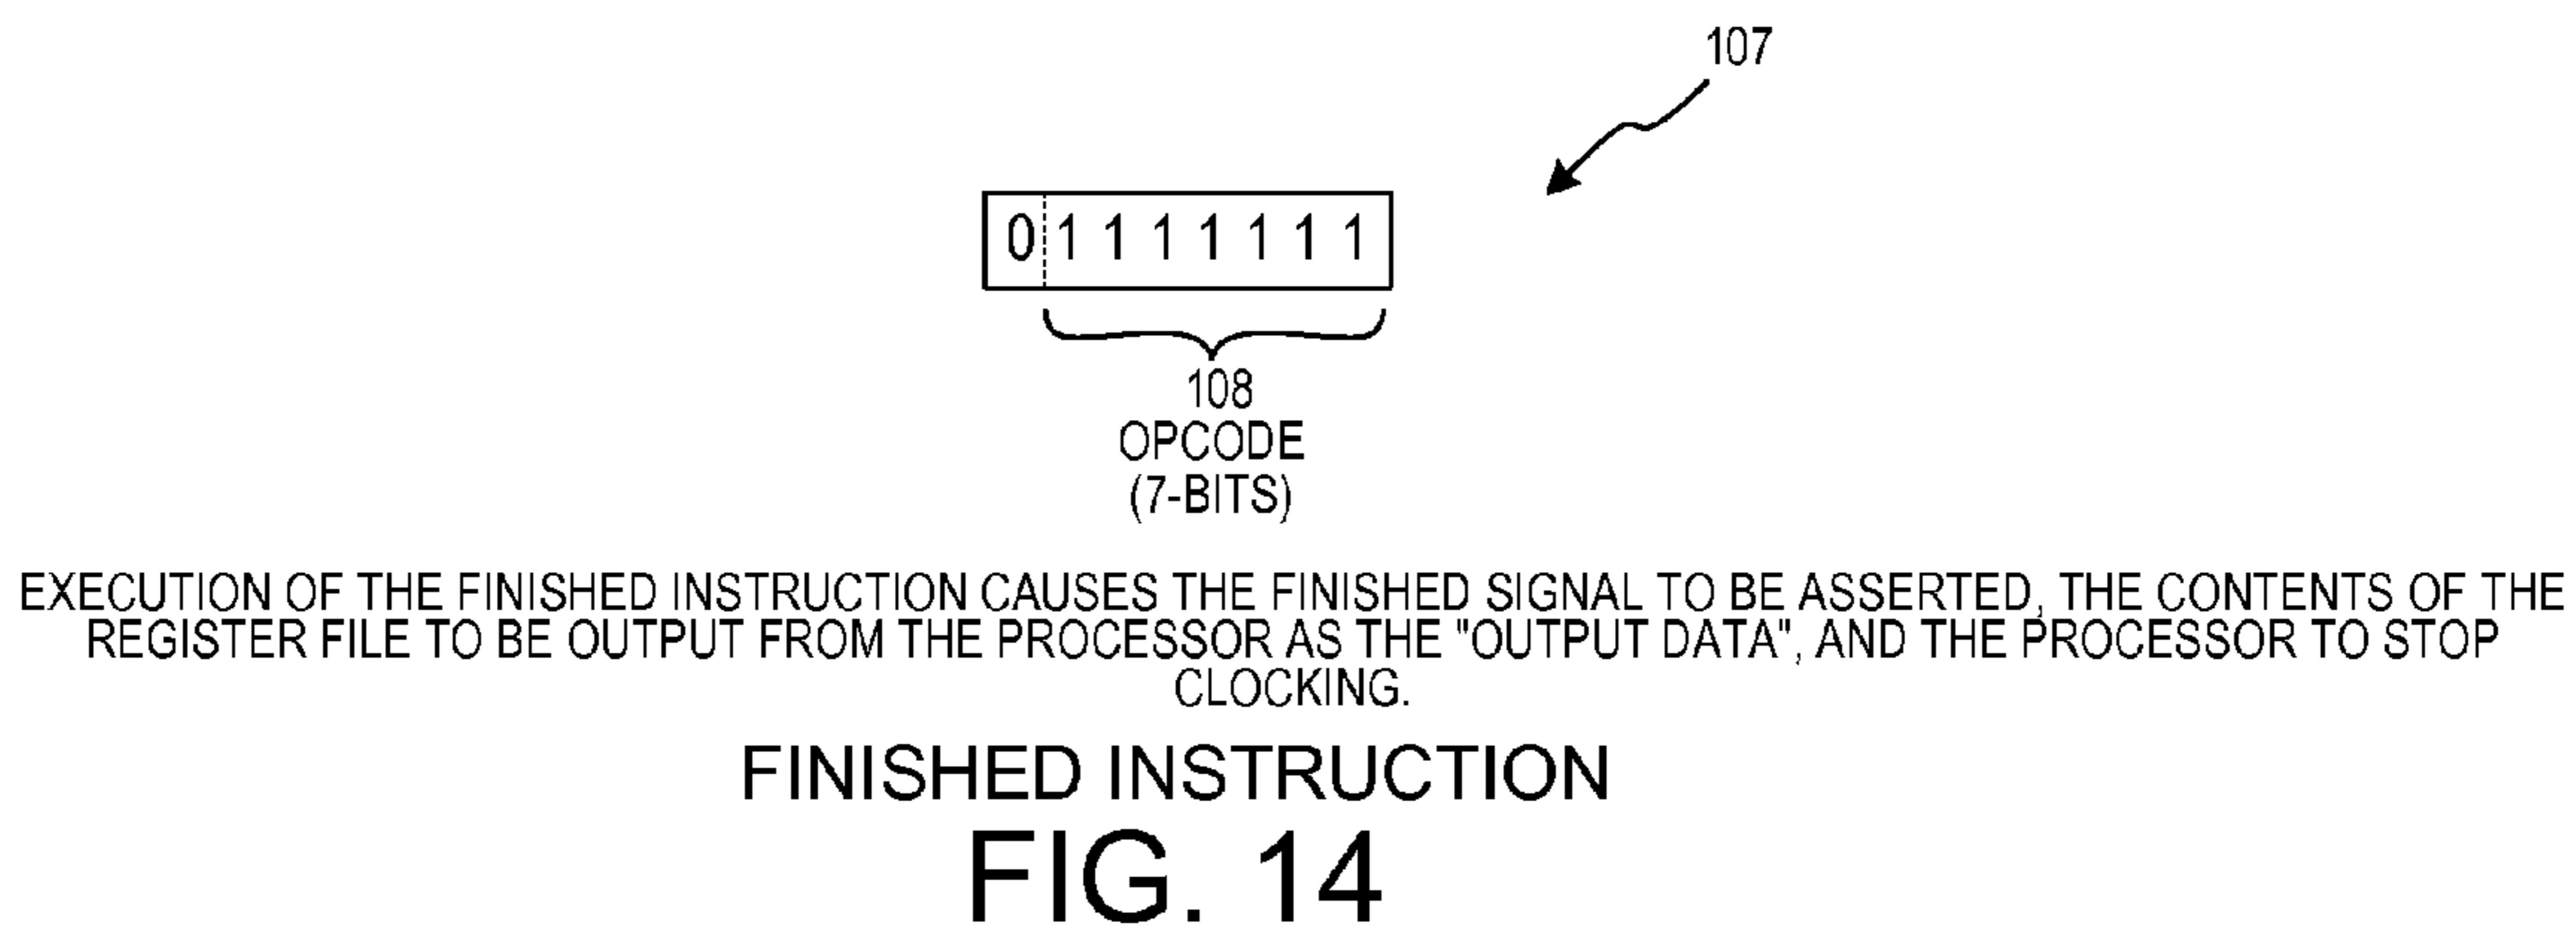 107
0 1 1 1 1 1 1 1
108
OPCODE
(7-BITS)
EXECUTION OF THE FINISHED INSTRUCTION CAUSES THE FINISHED SIGNAL TO BE ASSERTED, THE CONTENTS OF THE
REGISTER FILE TO BE OUTPUT FROM THE PROCESSOR AS THE "OUTPUT DATA", AND THE PROCESSOR TO STOP
CLOCKING.
FINISHED INSTRUCTION
FIG. 14